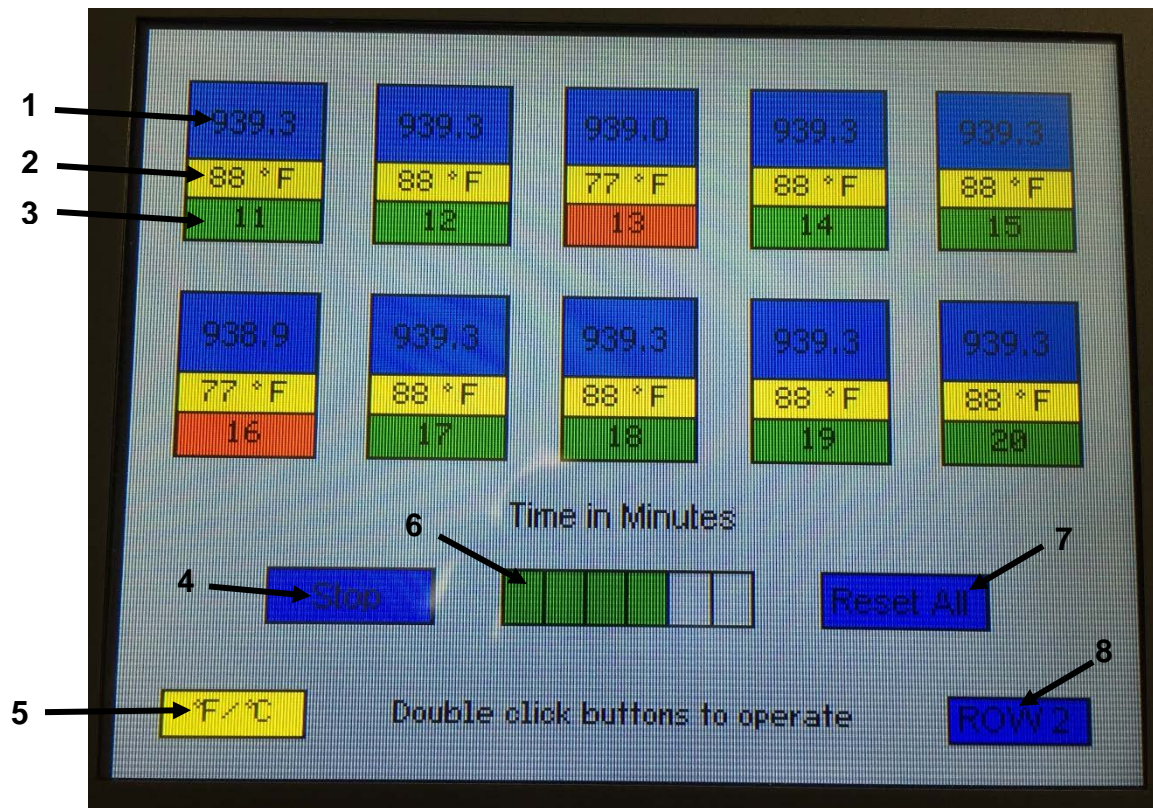 1 939.3 939.3 939.0 939.3 939.3
2 88 °F 88 °F 77 °F 88 °F 88 °F
3 11 12 13 14 15
938.9 939.3 939.3 939.3 939.3
77 °F 88 °F 88 °F 88 °F 88 °F
16 17 18 19 20
Time in Minutes
6 7
4 Stop Reset All
8
5 °F/°C Double click buttons to operate ROW 2